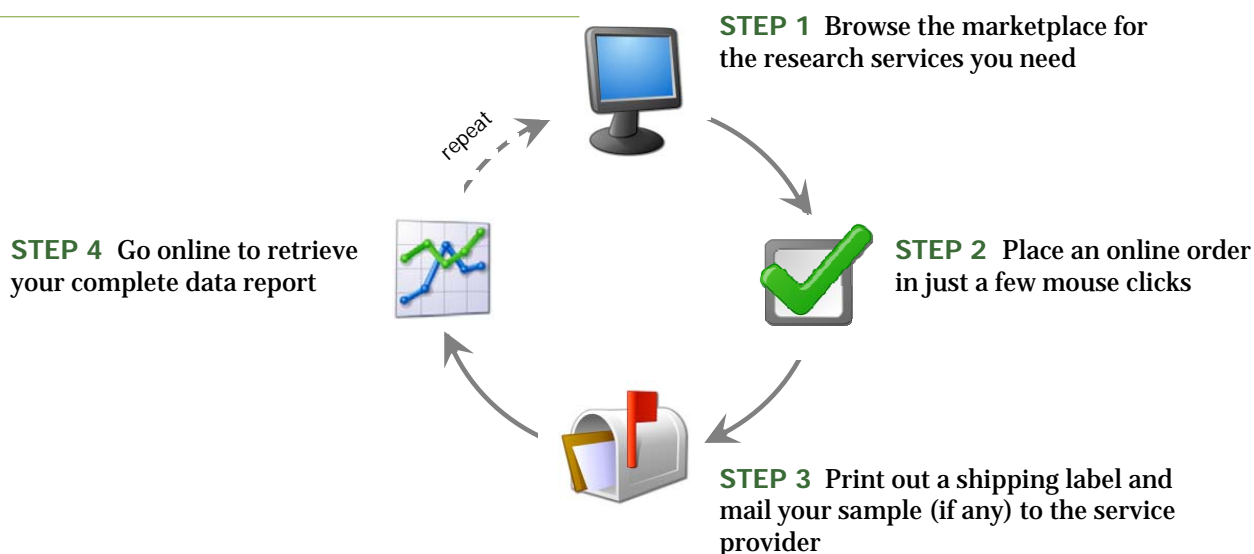 STEP 1 Browse the marketplace for
the research services you need
repeat
STEP 2 Place an online order
in just a few mouse clicks
STEP 3 Print out a shipping label and
mail your sample (if any) to the service
provider
STEP 4 Go online to retrieve
your complete data report